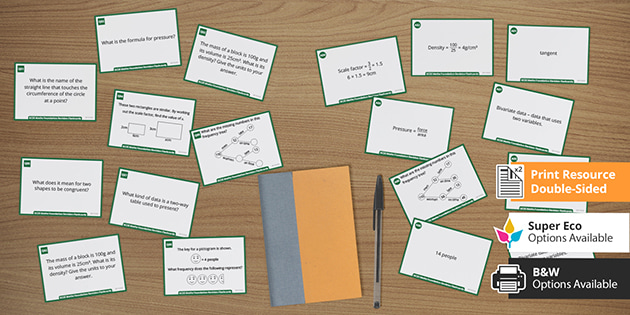 What is the formula for pressure?
The mass of a block is 100g and
its volume is 25cm³. What is its
density? Give the units to your
answer.
What is the name of the
straight line that touches the
circumference of the circle
at a point?
These two rectangles are similar. By working
out the scale factor, find the value of x.
What are the missing numbers in this
frequency tree?
What does it mean for two
shapes to be congruent?
What kind of data is a two-way
table used to present?
The mass of a block is 100g and
its volume is 25cm³. What is its
density? Give the units to your
answer.
The key for a pictogram is shown.
= 4 people
What frequency does the following represent?
Scale factor = 3/2 = 1.5
6 × 1.5 = 9cm
Density = 100/25 = 4g/cm³
tangent
Pressure = force/area
Bivariate data – data that uses
two variables.
What are the missing numbers in this
frequency tree?
14 people
x2
Print Resource
Double-Sided
Super Eco
Options Available
B&W
Options Available